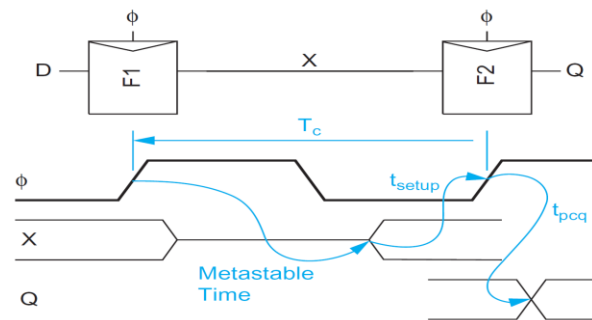 ϕ ϕ
D F1 X F2 Q
Tc
ϕ tsetup
X tpcq
Metastable
Time
Q